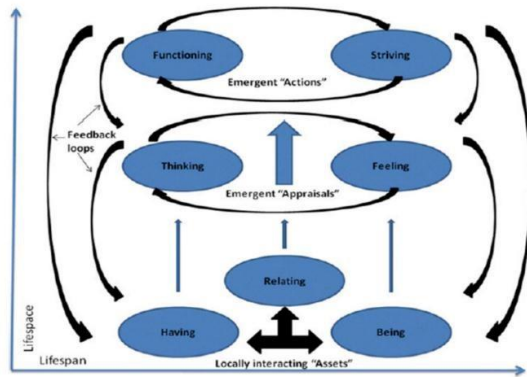 Functioning
Striving
Emergent "Actions"
Feedback
loops
Thinking
Feeling
Emergent "Appraisals"
Relating
Having
Being
Lifespace
Lifespan
Locally interacting "Assets"